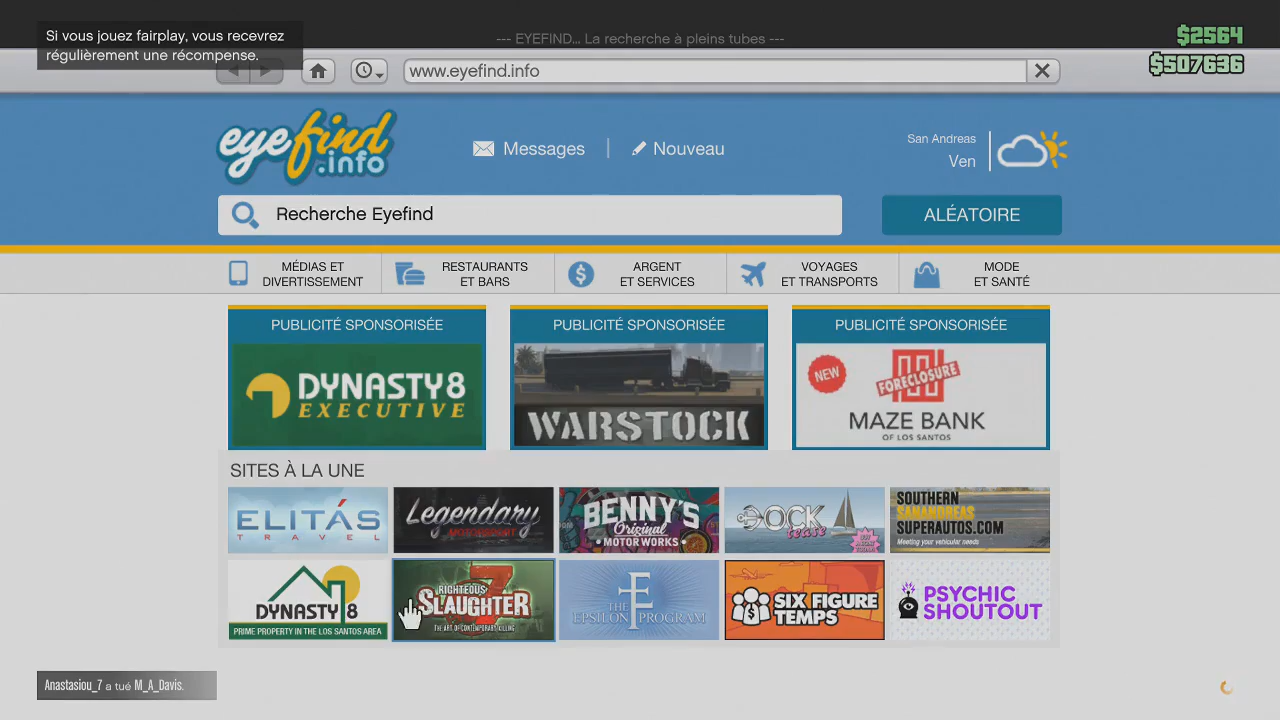 Si vous jouez fairplay, vous recevrez
régulièrement une récompense.
--- EYEFIND... La recherche à pleins tubes ---
$2564
$507636
www.eyefind.info
eyefind
.info
Messages
Nouveau
San Andreas
Ven
Recherche Eyefind
ALÉATOIRE
MÉDIAS ET
DIVERTISSEMENT
RESTAURANTS
ET BARS
ARGENT
ET SERVICES
VOYAGES
ET TRANSPORTS
MODE
ET SANTÉ
PUBLICITÉ SPONSORISÉE
PUBLICITÉ SPONSORISÉE
PUBLICITÉ SPONSORISÉE
DYNASTY8
EXECUTIVE
WARSTOCK
NEW
FORECLOSURE
MAZE BANK
OF LOS SANTOS
SITES À LA UNE
ELITÁS
TRAVEL
Legendary
MOTORSPORT
BENNY'S
Original
MOTOR WORKS
DOCK
tease
SOUTHERN
SANANDREAS
SUPERAUTOS.COM
Meeting your vehicular needs
DYNASTY 8
PRIME PROPERTY IN THE LOS SANTOS AREA
RIGHTEOUS
SLAUGHTER
7
THE ART OF CONTEMPORARY KILLING
THE
EPSILON PROGRAM
SIX FIGURE
TEMPS
PSYCHIC
SHOUTOUT
Anastasiou_7 a tué M_A_Davis.